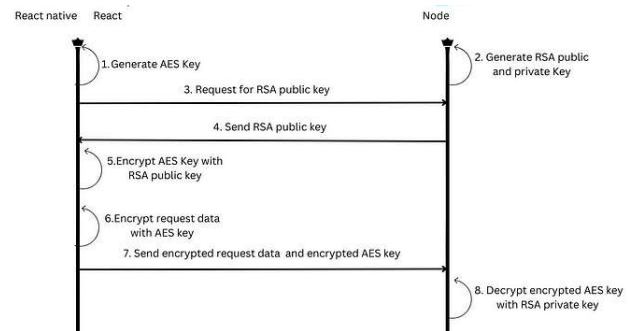 React native React Node
1.Generate AES Key
2. Generate RSA public
and private Key
3. Request for RSA public key
4. Send RSA public key
5.Encrypt AES Key with
RSA public key
6.Encrypt request data
with AES key
7. Send encrypted request data and encrypted AES key
8. Decrypt encrypted AES key
with RSA private key